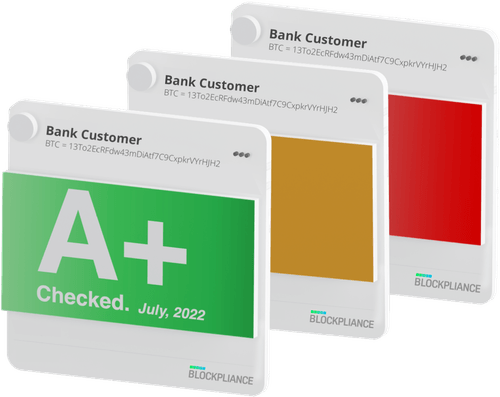 Bank Customer
BTC = 13To2EcRFdw43mDiAtf7C9CxpkrVYrHJH2
BLOCKPLIANCE
Bank Customer
BTC = 13To2EcRFdw43mDiAtf7C9CxpkrVYrHJH2
BLOCKPLIANCE
Bank Customer
BTC = 13To2EcRFdw43mDiAtf7C9CxpkrVYrHJH2
A+
Checked. July, 2022
BLOCKPLIANCE